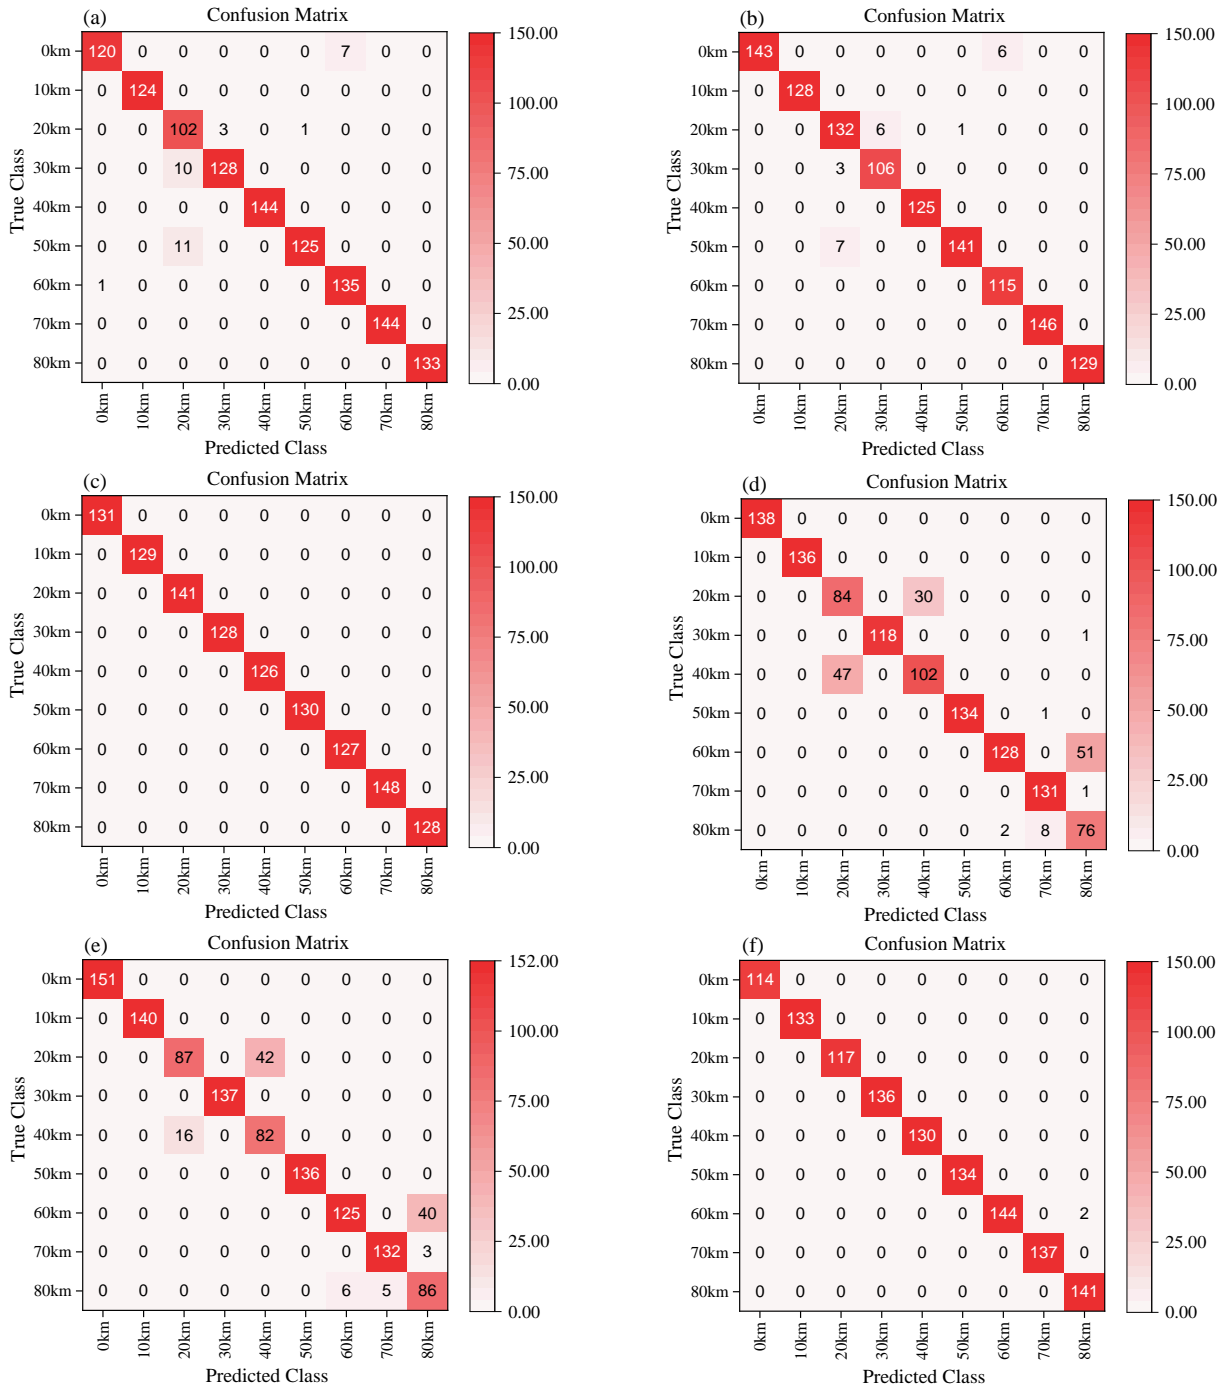 (a) Confusion Matrix
0km 120 0 0 0 0 0 7 0 0 150.00
10km 0 124 0 0 0 0 0 0 0
20km 0 0 102 3 0 1 0 0 0 100.00
30km 0 0 10 128 0 0 0 0 0 75.00
40km 0 0 0 0 144 0 0 0 0
50km 0 0 11 0 0 125 0 0 0 50.00
60km 1 0 0 0 0 0 135 0 0
70km 0 0 0 0 0 0 0 144 0 25.00
80km 0 0 0 0 0 0 0 0 133 0.00
True Class
0km 10km 20km 30km 40km 50km 60km 70km 80km
Predicted Class
(b) Confusion Matrix
0km 143 0 0 0 0 0 6 0 0 150.00
10km 0 128 0 0 0 0 0 0 0
20km 0 0 132 6 0 1 0 0 0 100.00
30km 0 0 3 106 0 0 0 0 0 75.00
40km 0 0 0 0 125 0 0 0 0
50km 0 0 7 0 0 141 0 0 0 50.00
60km 0 0 0 0 0 0 115 0 0
70km 0 0 0 0 0 0 0 146 0 25.00
80km 0 0 0 0 0 0 0 0 129 0.00
True Class
0km 10km 20km 30km 40km 50km 60km 70km 80km
Predicted Class
(c) Confusion Matrix
0km 131 0 0 0 0 0 0 0 0 150.00
10km 0 129 0 0 0 0 0 0 0
20km 0 0 141 0 0 0 0 0 0 100.00
30km 0 0 0 128 0 0 0 0 0 75.00
40km 0 0 0 0 126 0 0 0 0
50km 0 0 0 0 0 130 0 0 0 50.00
60km 0 0 0 0 0 0 127 0 0
70km 0 0 0 0 0 0 0 148 0 25.00
80km 0 0 0 0 0 0 0 0 128 0.00
True Class
0km 10km 20km 30km 40km 50km 60km 70km 80km
Predicted Class
(d) Confusion Matrix
0km 138 0 0 0 0 0 0 0 0 150.00
10km 0 136 0 0 0 0 0 0 0
20km 0 0 84 0 30 0 0 0 0 100.00
30km 0 0 0 118 0 0 0 0 1 75.00
40km 0 0 47 0 102 0 0 0 0
50km 0 0 0 0 0 134 0 1 0 50.00
60km 0 0 0 0 0 0 128 0 51
70km 0 0 0 0 0 0 0 131 1 25.00
80km 0 0 0 0 0 0 2 8 76 0.00
True Class
0km 10km 20km 30km 40km 50km 60km 70km 80km
Predicted Class
(e) Confusion Matrix
0km 151 0 0 0 0 0 0 0 0 152.00
10km 0 140 0 0 0 0 0 0 0
20km 0 0 87 0 42 0 0 0 0 100.00
30km 0 0 0 137 0 0 0 0 0 75.00
40km 0 0 16 0 82 0 0 0 0
50km 0 0 0 0 0 136 0 0 0 50.00
60km 0 0 0 0 0 0 125 0 40
70km 0 0 0 0 0 0 0 132 3 25.00
80km 0 0 0 0 0 0 6 5 86 0.00
True Class
0km 10km 20km 30km 40km 50km 60km 70km 80km
Predicted Class
(f) Confusion Matrix
0km 114 0 0 0 0 0 0 0 0 150.00
10km 0 133 0 0 0 0 0 0 0
20km 0 0 117 0 0 0 0 0 0 100.00
30km 0 0 0 136 0 0 0 0 0 75.00
40km 0 0 0 0 130 0 0 0 0
50km 0 0 0 0 0 134 0 0 0 50.00
60km 0 0 0 0 0 0 144 0 2
70km 0 0 0 0 0 0 0 137 0 25.00
80km 0 0 0 0 0 0 0 0 141 0.00
True Class
0km 10km 20km 30km 40km 50km 60km 70km 80km
Predicted Class